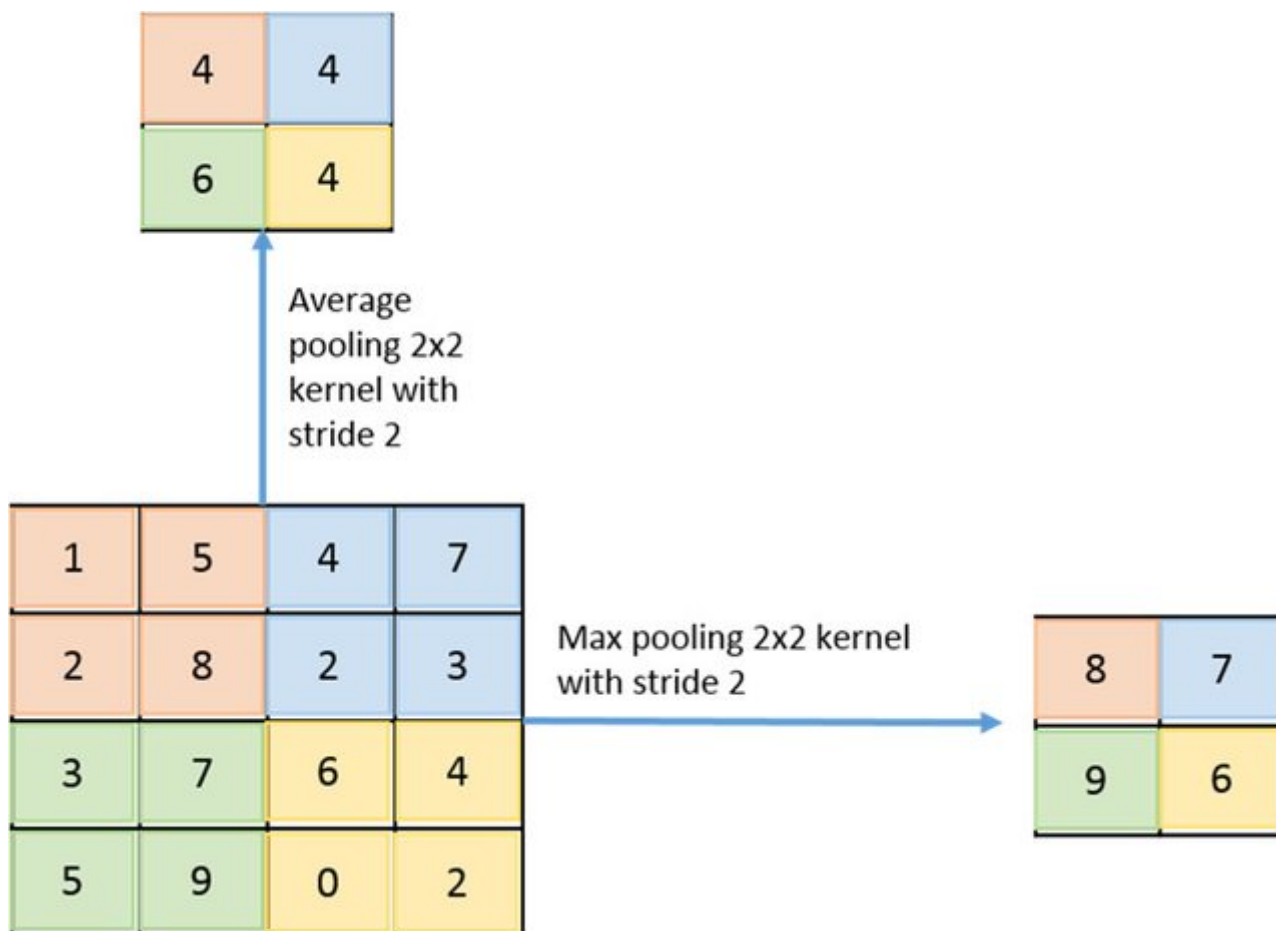 4 4
6 4
Average
pooling 2x2
kernel with
stride 2
1 5 4 7
2 8 2 3
3 7 6 4
5 9 0 2
Max pooling 2x2 kernel
with stride 2
8 7
9 6